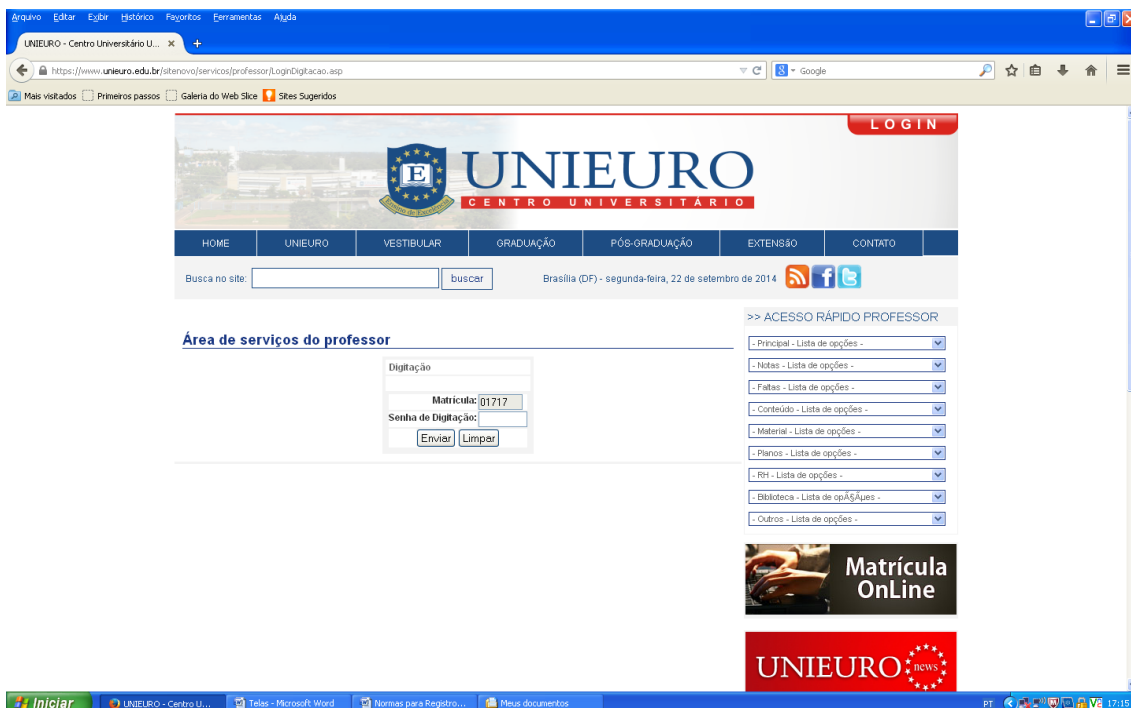 Arquivo Editar Exibir Histórico Favoritos Ferramentas Ajuda
UNIEURO - Centro Universitário U... × +
https://www.unieuro.edu.br/sitenovo/servicos/professor/LoginDigitacao.asp
8 Google
Mais visitados Primeiros passos Galeria do Web Slice Sites Sugeridos
LOGIN
E
UNIEURO
CENTRO UNIVERSITÁRIO
HOME UNIEURO VESTIBULAR GRADUAÇÃO PÓS-GRADUAÇÃO EXTENSãO CONTATO
Busca no site: buscar Brasília (DF) - segunda-feira, 22 de setembro de 2014
Área de serviços do professor
Digitação
Matrícula: 01717
Senha de Digitação:
Enviar Limpar
>> ACESSO RÁPIDO PROFESSOR
- Principal - Lista de opções -
- Notas - Lista de opções -
- Faltas - Lista de opções -
- Conteúdo - Lista de opções -
- Material - Lista de opções -
- Planos - Lista de opções -
- RH - Lista de opções -
- Biblioteca - Lista de opÃ§Ãµes -
- Outros - Lista de opções -
Matrícula
OnLine
UNIEURO news
Iniciar UNIEURO - Centro U... Telas - Microsoft Word Normas para Registro... Meus documentos PT 17:15